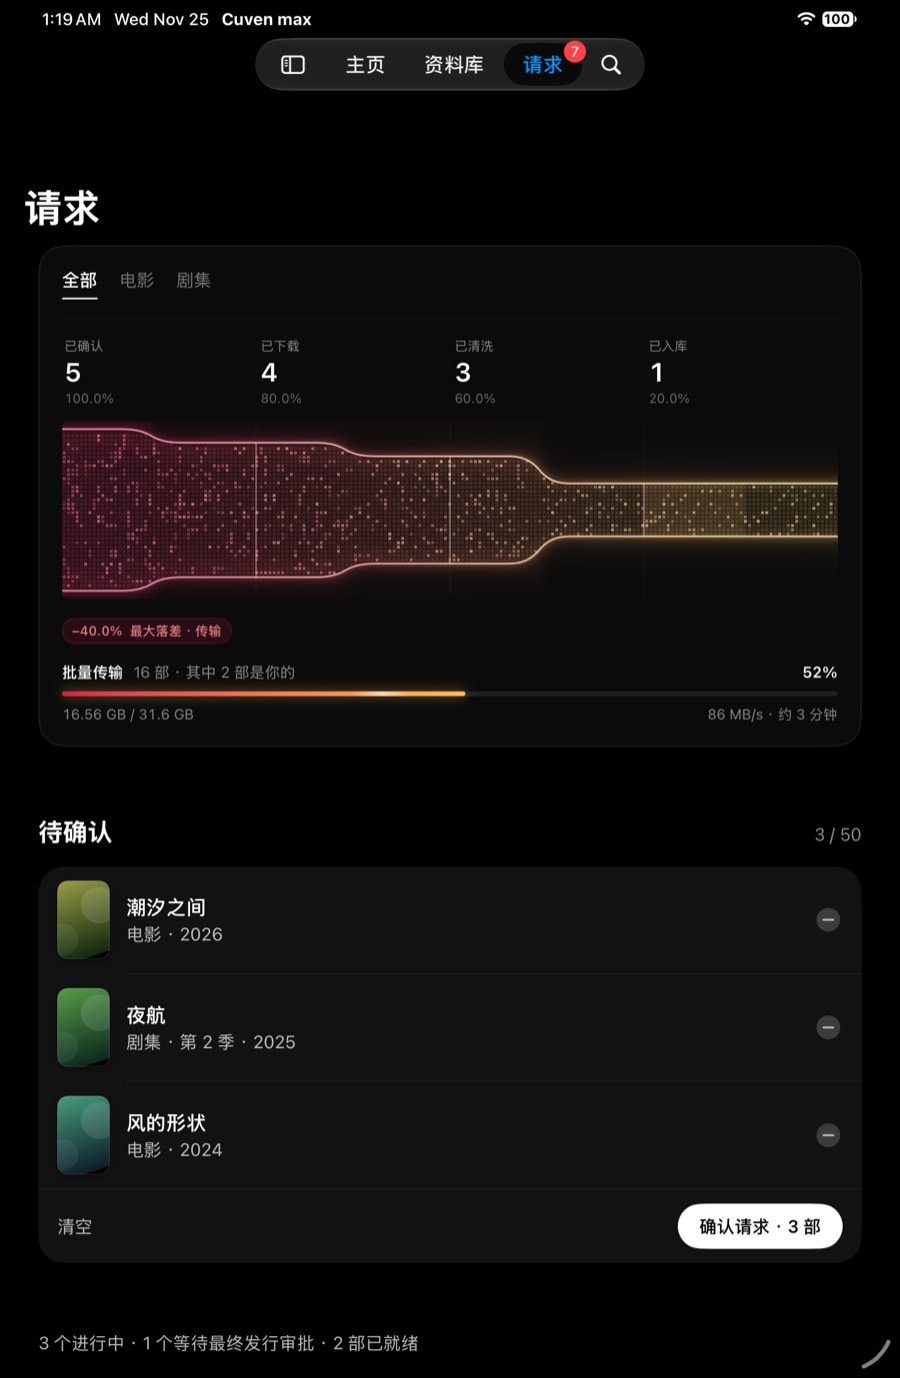 1:19 AM Wed Nov 25 Cuven max 100
主页 资料库 请求 7
请求
全部 电影 剧集
已确认 已下载 已清洗 已入库
5 4 3 1
100.0% 80.0% 60.0% 20.0%
−40.0% 最大落差 · 传输
批量传输 16 部 · 其中 2 部是你的 52%
16.56 GB / 31.6 GB 86 MB/s · 约 3 分钟
待确认 3 / 50
潮汐之间
电影 · 2026
夜航
剧集 · 第 2 季 · 2025
风的形状
电影 · 2024
清空 确认请求 · 3 部
3 个进行中 · 1 个等待最终发行审批 · 2 部已就绪